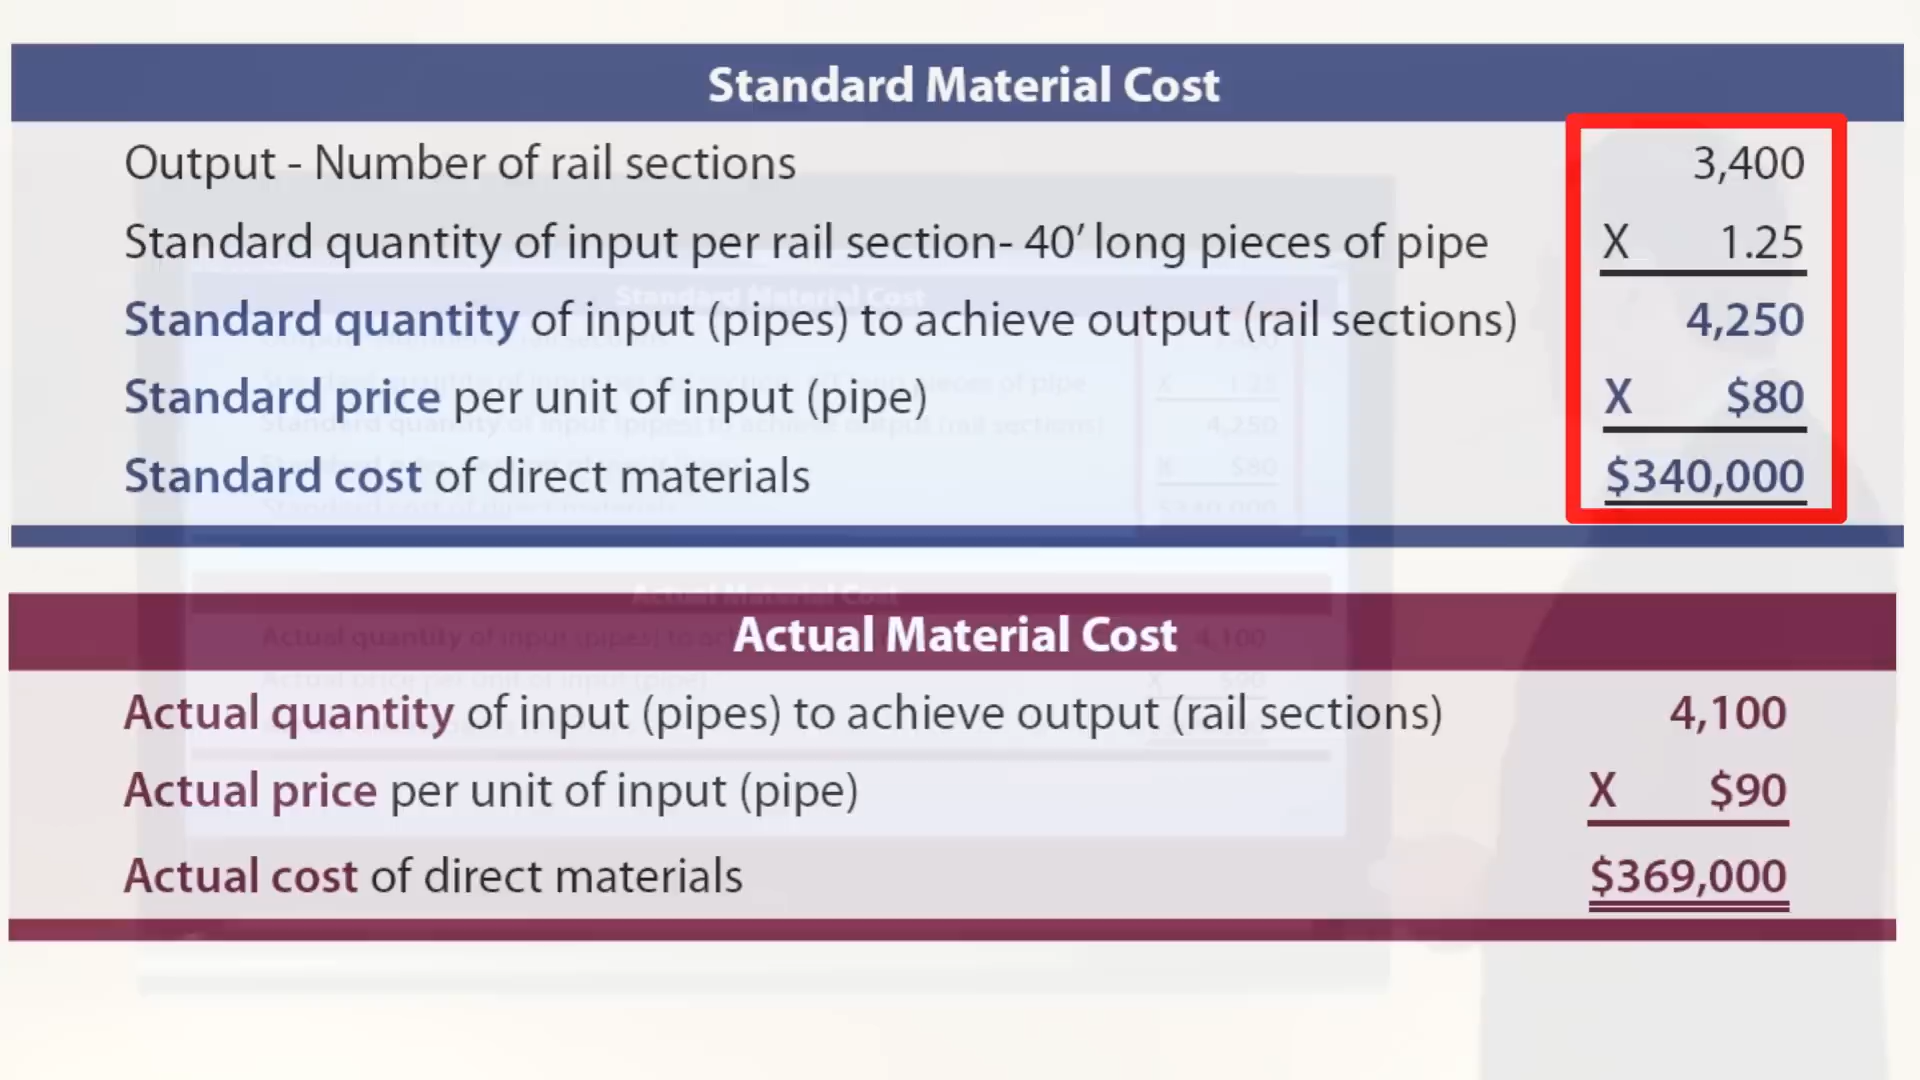 Standard Material Cost
Output - Number of rail sections 3,400
Standard quantity of input per rail section- 40’ long pieces of pipe X 1.25
Standard quantity of input (pipes) to achieve output (rail sections) 4,250
Standard price per unit of input (pipe) X $80
Standard cost of direct materials $340,000
Actual Material Cost
Actual quantity of input (pipes) to achieve output (rail sections) 4,100
Actual price per unit of input (pipe) X $90
Actual cost of direct materials $369,000